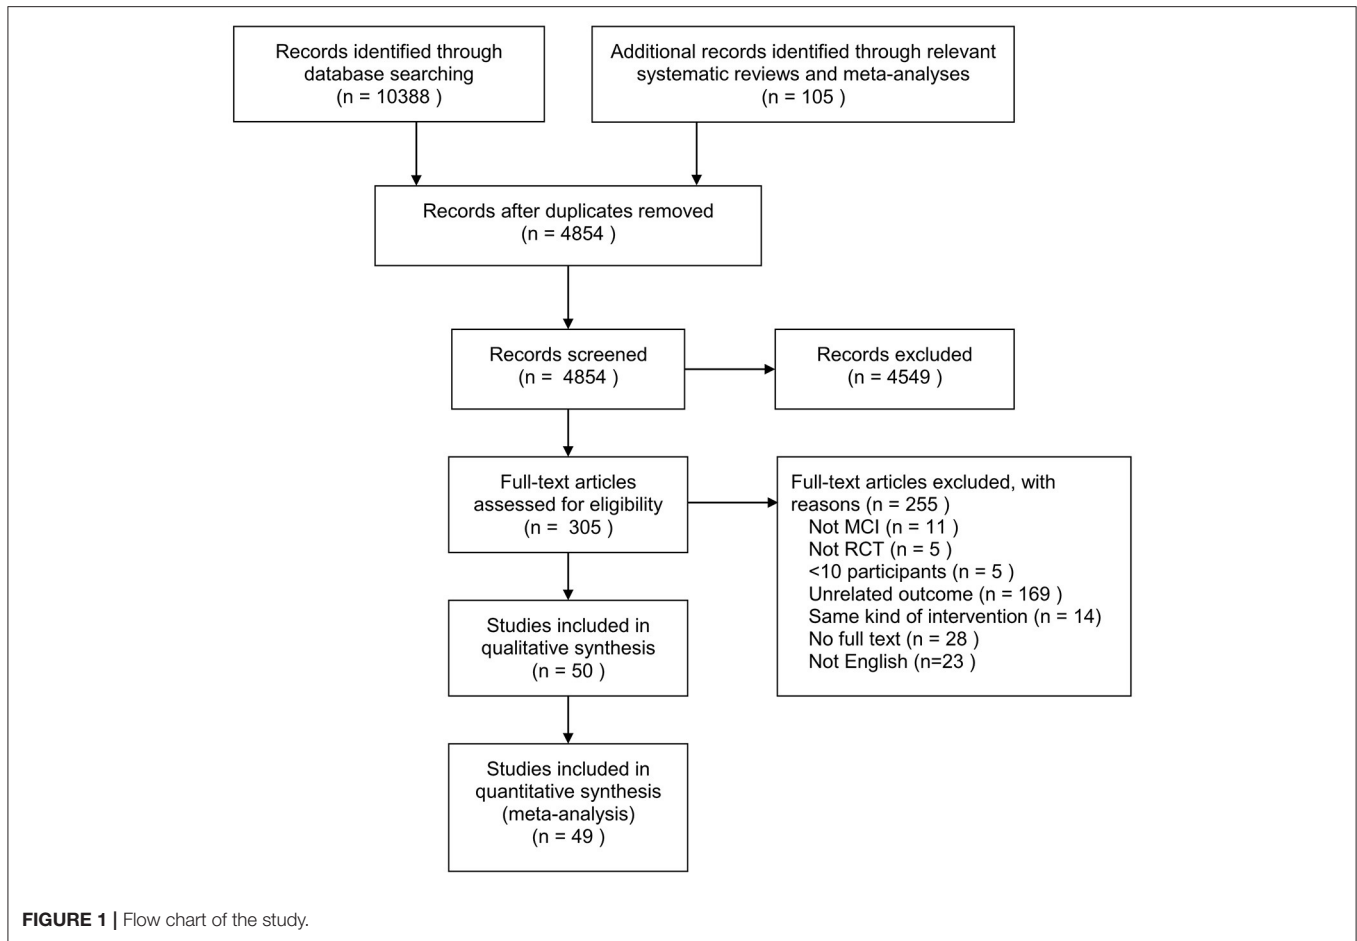 Records identified through
database searching
(n = 10388 )
Additional records identified through relevant
systematic reviews and meta-analyses
(n = 105 )
Records after duplicates removed
(n = 4854 )
Records screened
(n =  4854 )
Records excluded
(n = 4549 )
Full-text articles
assessed for eligibility
(n =  305 )
Full-text articles excluded, with
reasons (n = 255 )
Not MCI (n = 11 )
Not RCT (n = 5 )
<10 participants (n = 5 )
Unrelated outcome (n = 169 )
Same kind of intervention (n = 14)
No full text (n = 28 )
Not English (n=23 )
Studies included in
qualitative synthesis
(n = 50 )
Studies included in
quantitative synthesis
(meta-analysis)
(n = 49 )
FIGURE 1 | Flow chart of the study.